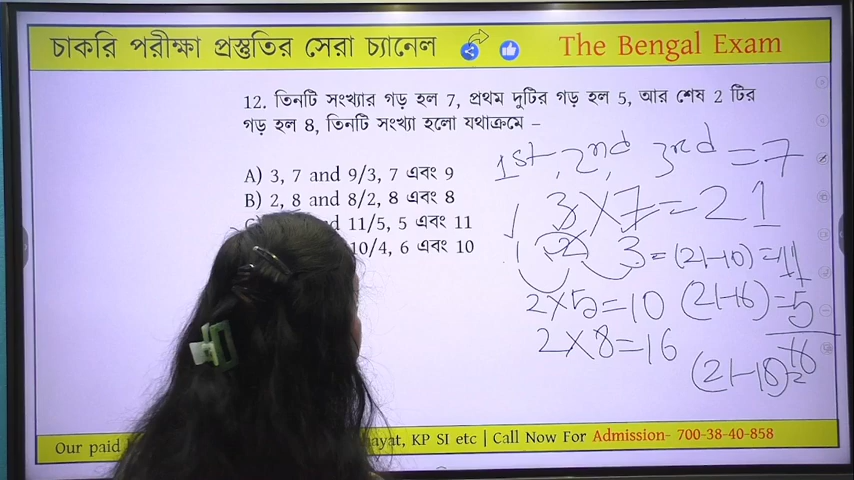 চাকরি পরীক্ষা প্রস্তুতির সেরা চ্যানেল The Bengal Exam
12. তিনটি সংখ্যার গড় হল 7, প্রথম দুটির গড় হল 5, আর শেষ 2 টির
গড় হল 8, তিনটি সংখ্যা হলো যথাক্রমে –
A) 3, 7 and 9/3, 7 এবং 9
B) 2, 8 and 8/2, 8 এবং 8
11/5, 5 এবং 11
10/4, 6 এবং 10
1st, 2nd, 3rd = 7
3×7=21
3=(21-10)=11
2×5=10 (21-16)=5
2×8=16 16
Our paid KP SI etc | Call Now For Admission- 700-38-40-858